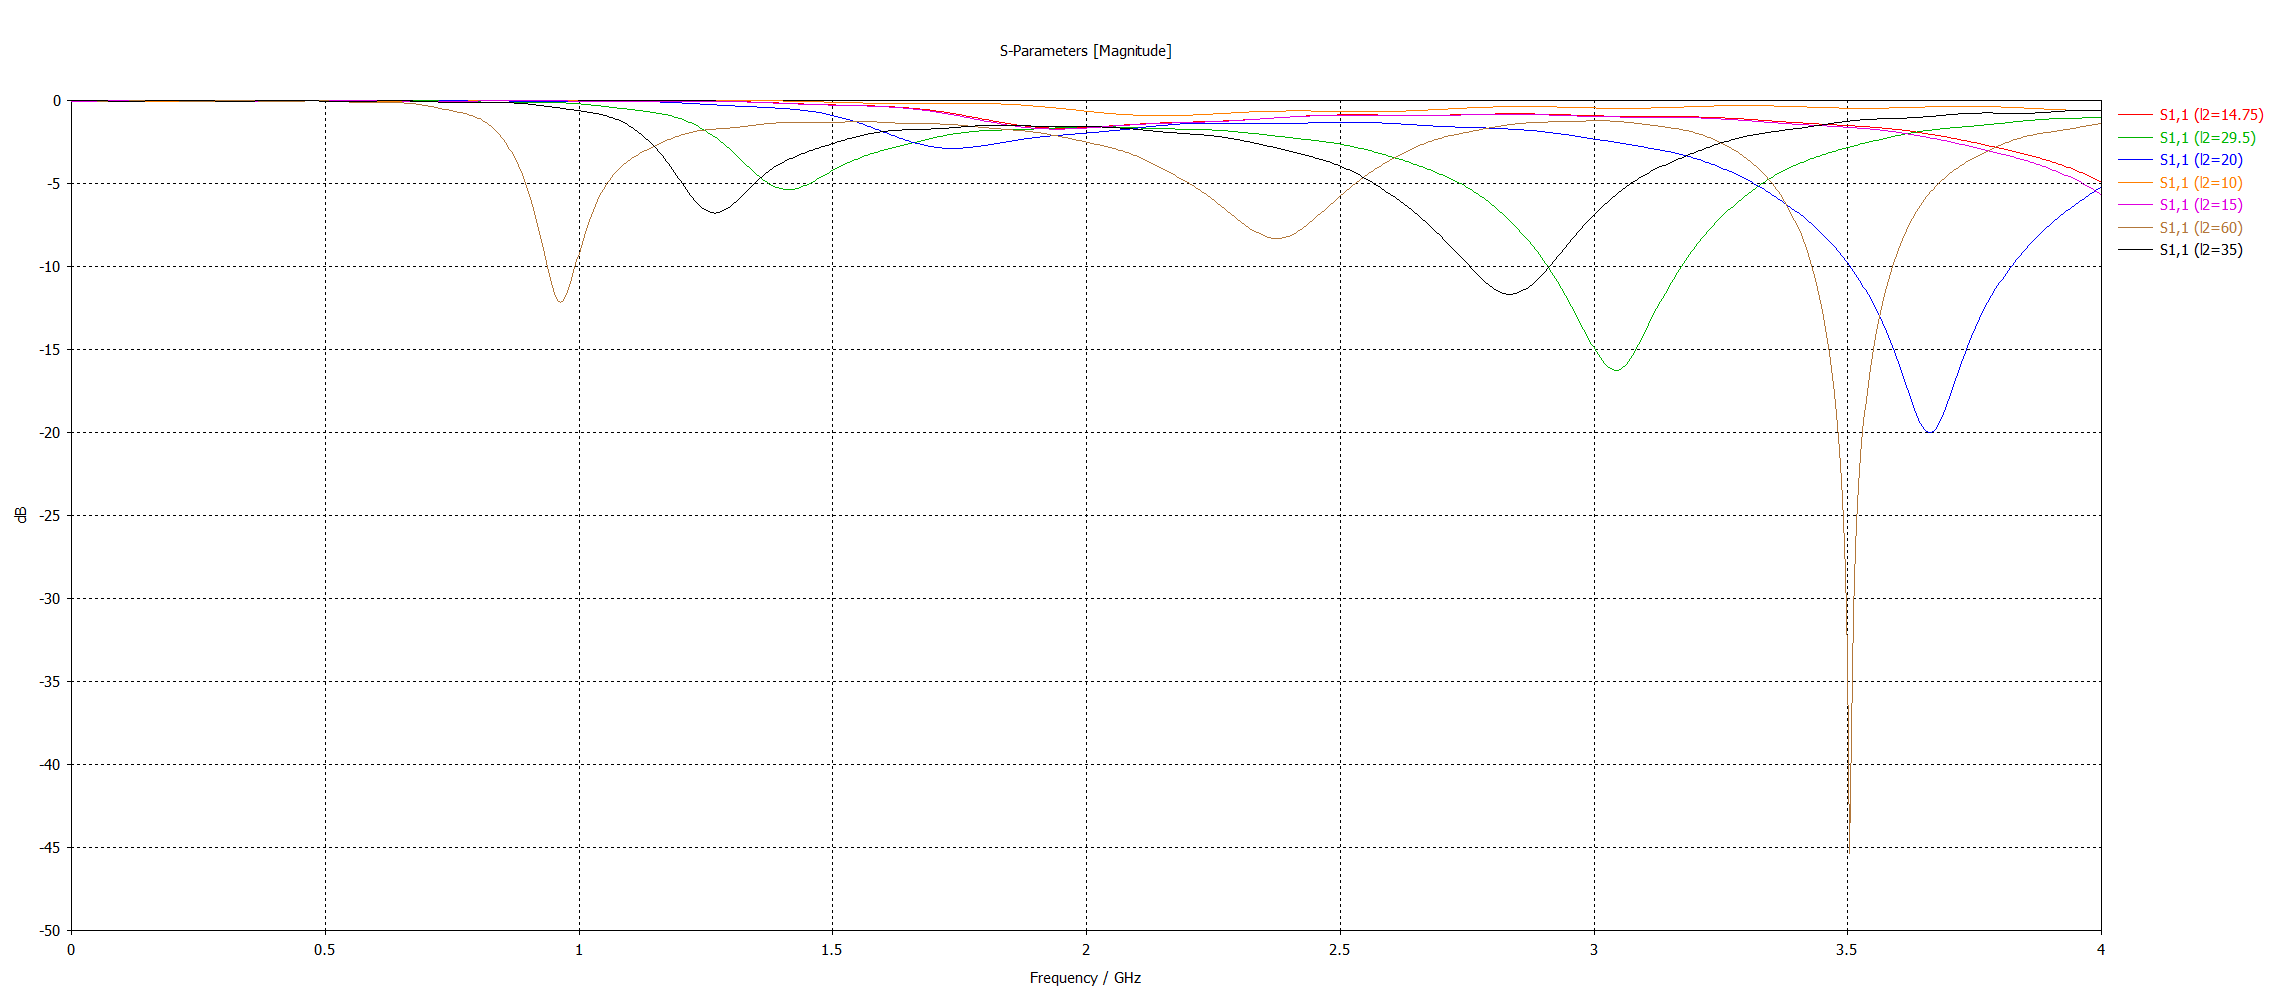 S-Parameters [Magnitude]
0
-5
-10
-15
-20
-25
-30
-35
-40
-45
-50
dB
0
0.5
1
1.5
2
2.5
3
3.5
4
Frequency / GHz
S1,1 (l2=14.75)
S1,1 (l2=29.5)
S1,1 (l2=20)
S1,1 (l2=10)
S1,1 (l2=15)
S1,1 (l2=60)
S1,1 (l2=35)